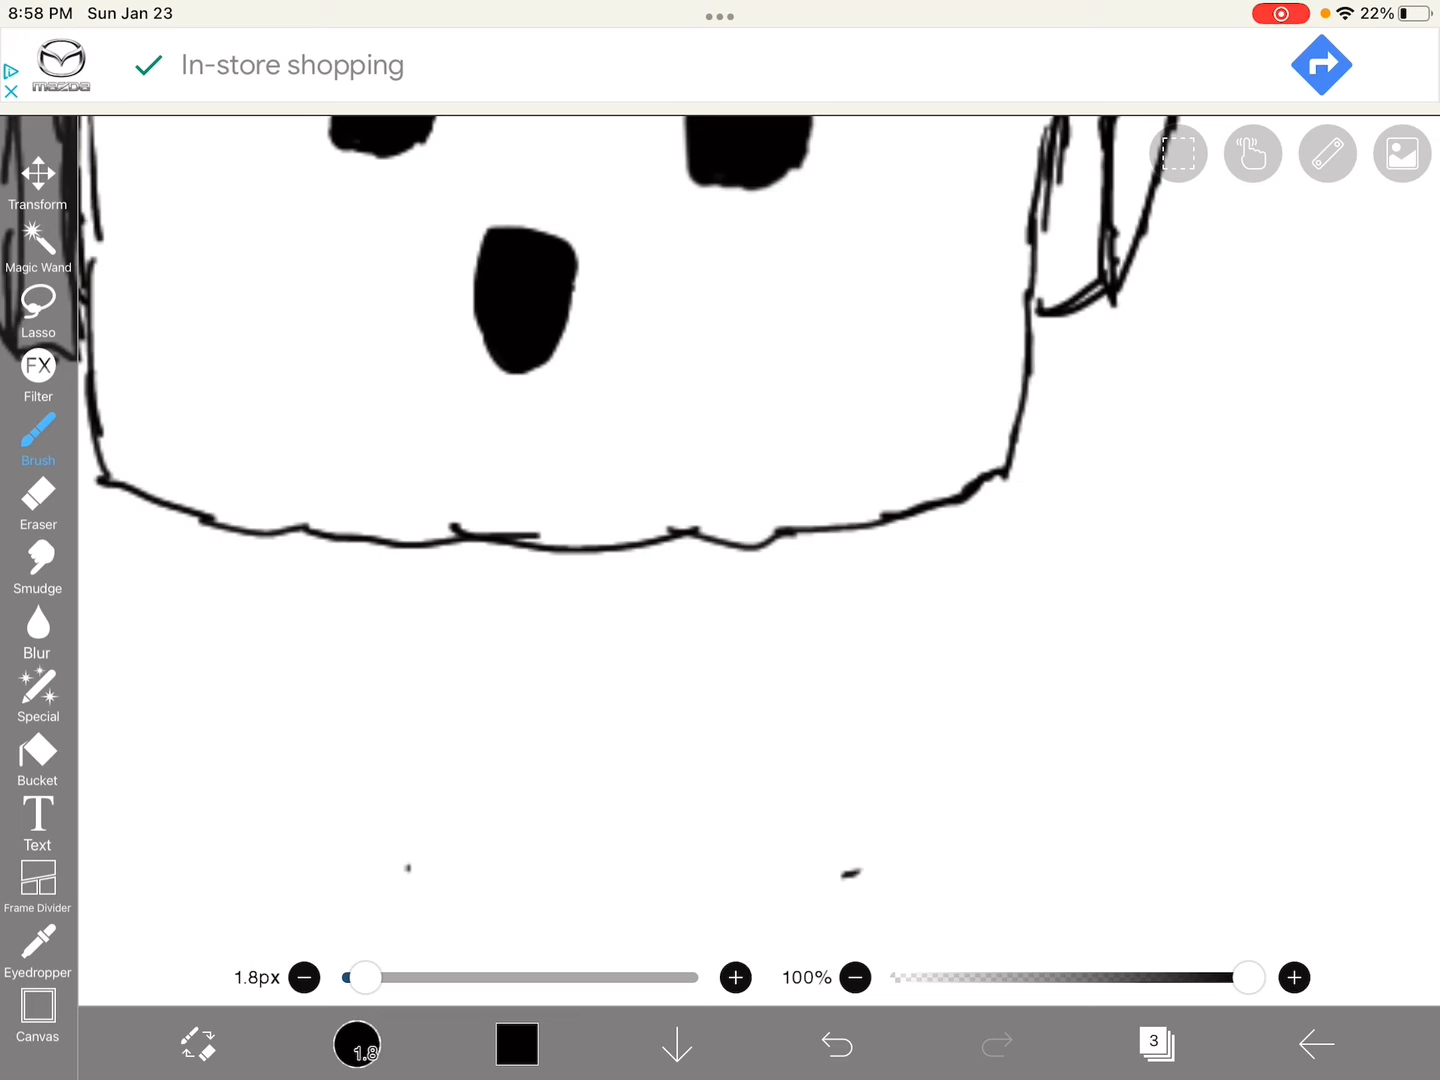 8:58 PM Sun Jan 23
22%
mazda
In-store shopping
Transform
Magic Wand
Lasso
FX
Filter
Brush
Eraser
Smudge
Blur
Special
Bucket
T
Text
Frame Divider
Eyedropper
Canvas
1.8px
100%
1.8
3